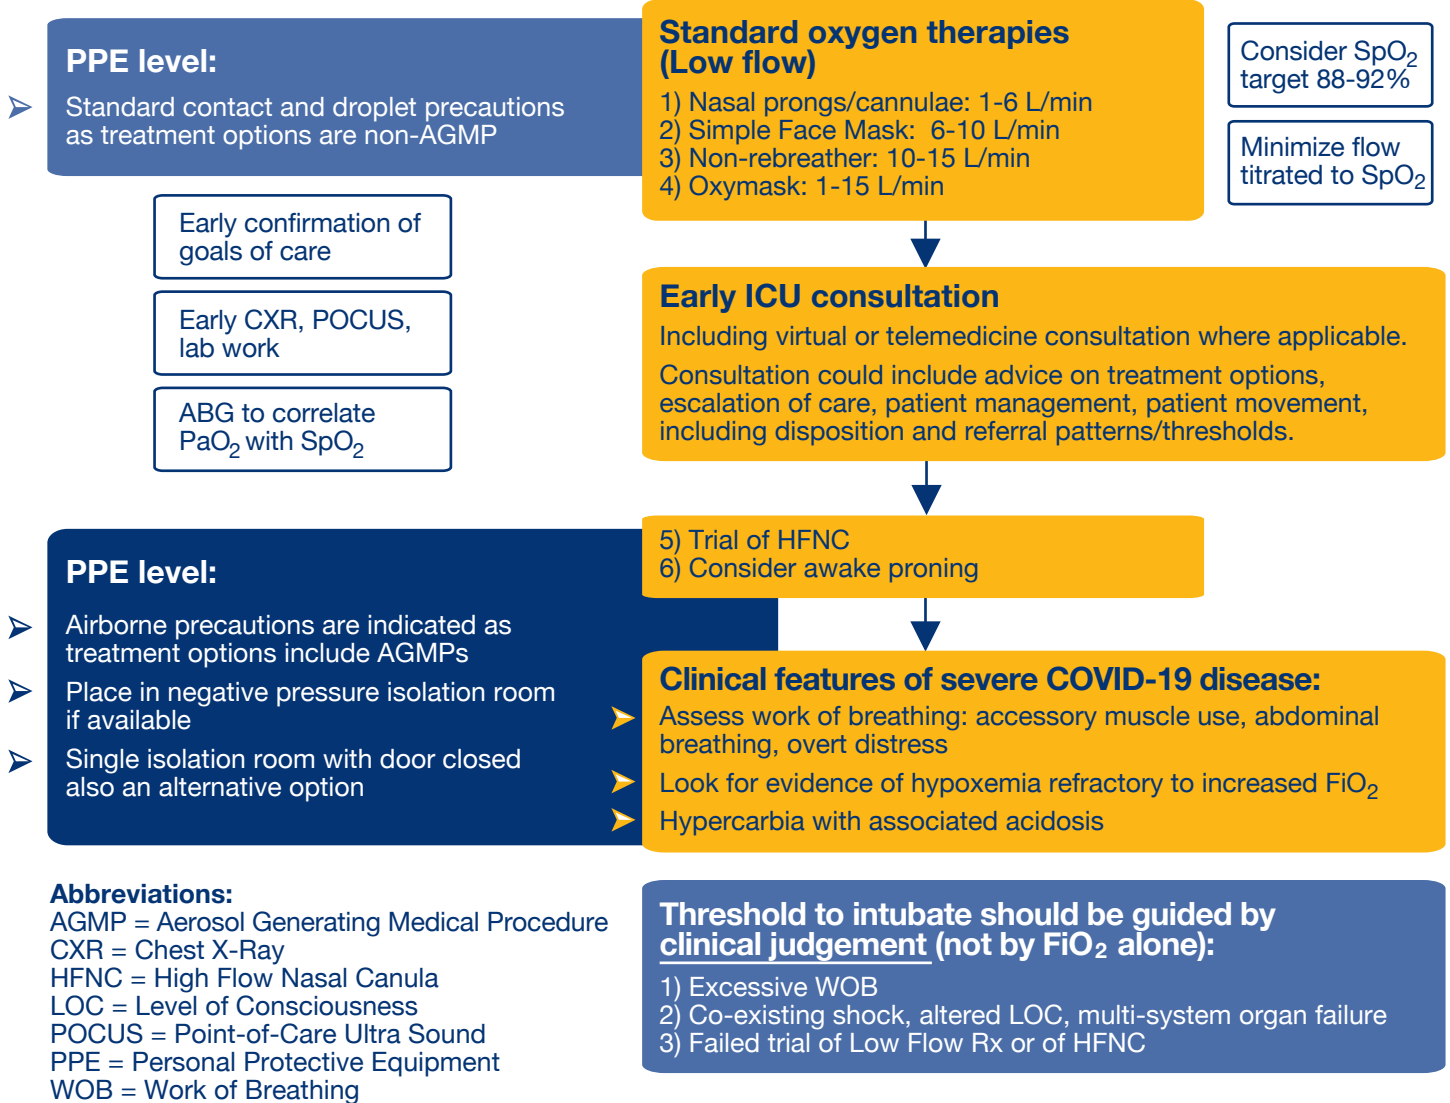 PPE level:
Standard contact and droplet precautions
as treatment options are non-AGMP
Standard oxygen therapies
(Low flow)
1) Nasal prongs/cannulae: 1-6 L/min
2) Simple Face Mask:  6-10 L/min
3) Non-rebreather: 10-15 L/min
4) Oxymask: 1-15 L/min
Consider SpO2
target 88-92%
Minimize flow
titrated to SpO2
Early confirmation of
goals of care
Early CXR, POCUS,
lab work
ABG to correlate
PaO2 with SpO2
Early ICU consultation
Including virtual or telemedicine consultation where applicable.
Consultation could include advice on treatment options,
escalation of care, patient management, patient movement,
including disposition and referral patterns/thresholds.
5) Trial of HFNC
6) Consider awake proning
PPE level:
Airborne precautions are indicated as
treatment options include AGMPs
Place in negative pressure isolation room
if available
Single isolation room with door closed
also an alternative option
Clinical features of severe COVID-19 disease:
Assess work of breathing: accessory muscle use, abdominal
breathing, overt distress
Look for evidence of hypoxemia refractory to increased FiO2
Hypercarbia with associated acidosis
Abbreviations:
AGMP = Aerosol Generating Medical Procedure
CXR = Chest X-Ray
HFNC = High Flow Nasal Canula
LOC = Level of Consciousness
POCUS = Point-of-Care Ultra Sound
PPE = Personal Protective Equipment
WOB = Work of Breathing
Threshold to intubate should be guided by
clinical judgement (not by FiO2 alone):
1) Excessive WOB
2) Co-existing shock, altered LOC, multi-system organ failure
3) Failed trial of Low Flow Rx or of HFNC